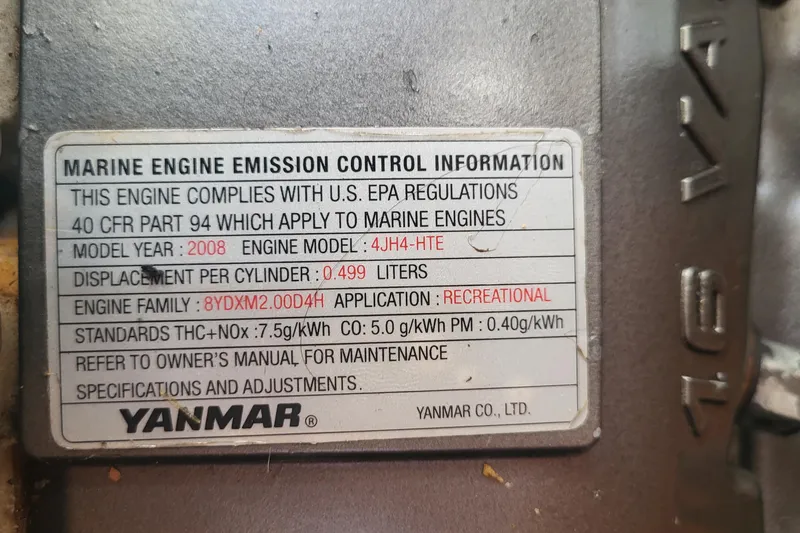 MARINE ENGINE EMISSION CONTROL INFORMATION
THIS ENGINE COMPLIES WITH U.S. EPA REGULATIONS
40 CFR PART 94 WHICH APPLY TO MARINE ENGINES
MODEL YEAR : 2008 ENGINE MODEL : 4JH4-HTE
DISPLACEMENT PER CYLINDER : 0.499 LITERS
ENGINE FAMILY : 8YDXM2.00D4H APPLICATION : RECREATIONAL
STANDARDS THC+NOx : 7.5g/kWh CO: 5.0 g/kWh PM : 0.40g/kWh
REFER TO OWNER'S MANUAL FOR MAINTENANCE
SPECIFICATIONS AND ADJUSTMENTS.
YANMAR® YANMAR CO., LTD.
16 VA